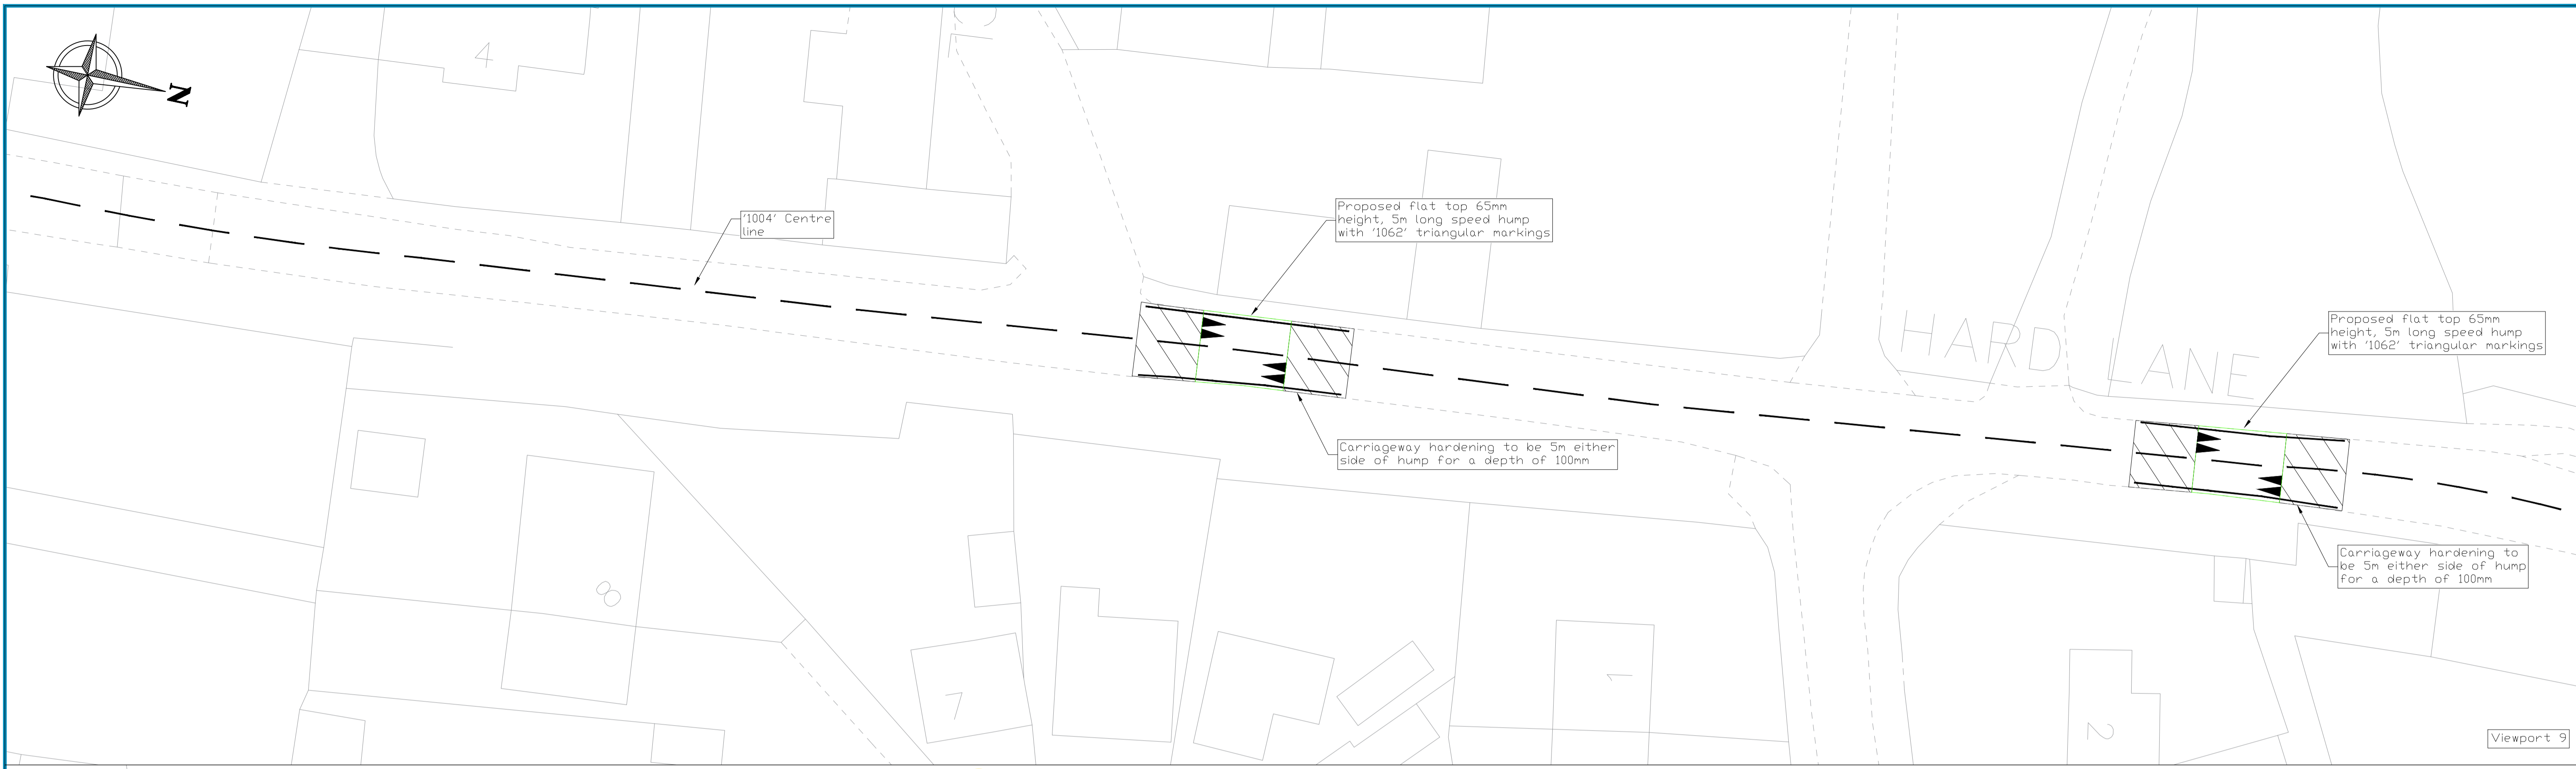 N
4
'1004' Centre
line
Proposed flat top 65mm
height, 5m long speed hump
with '1062' triangular markings
Carriageway hardening to be 5m either
side of hump for a depth of 100mm
HARD LANE
Proposed flat top 65mm
height, 5m long speed hump
with '1062' triangular markings
Carriageway hardening to
be 5m either side of hump
for a depth of 100mm
8
7
1
2
Viewport 9